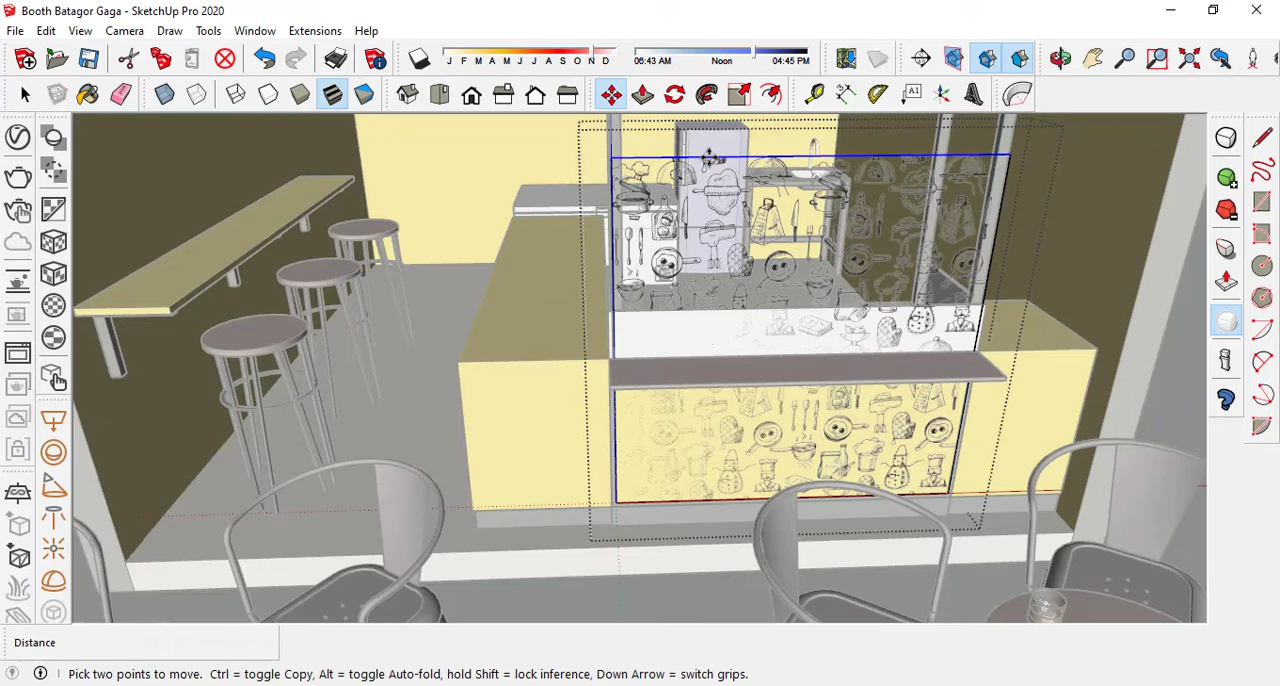 Booth Batagor Gaga - SketchUp Pro 2020
File Edit View Camera Draw Tools Window Extensions Help
J F M A M J J A S O N D
06:43 AM Noon 04:45 PM
A1
Distance
Pick two points to move. Ctrl = toggle Copy, Alt = toggle Auto-fold, hold Shift = lock inference, Down Arrow = switch grips.